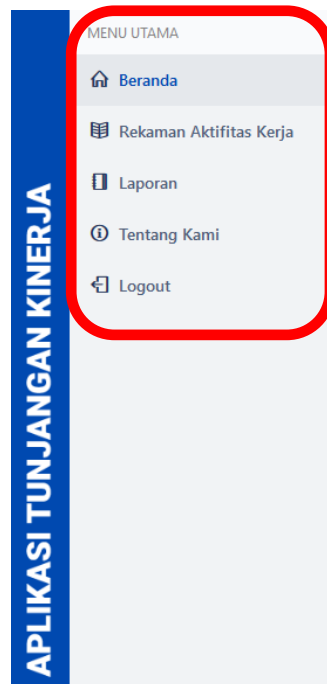 MENU UTAMA
Beranda
Rekaman Aktifitas Kerja
Laporan
Tentang Kami
Logout
APLIKASI TUNJANGAN KINERJA